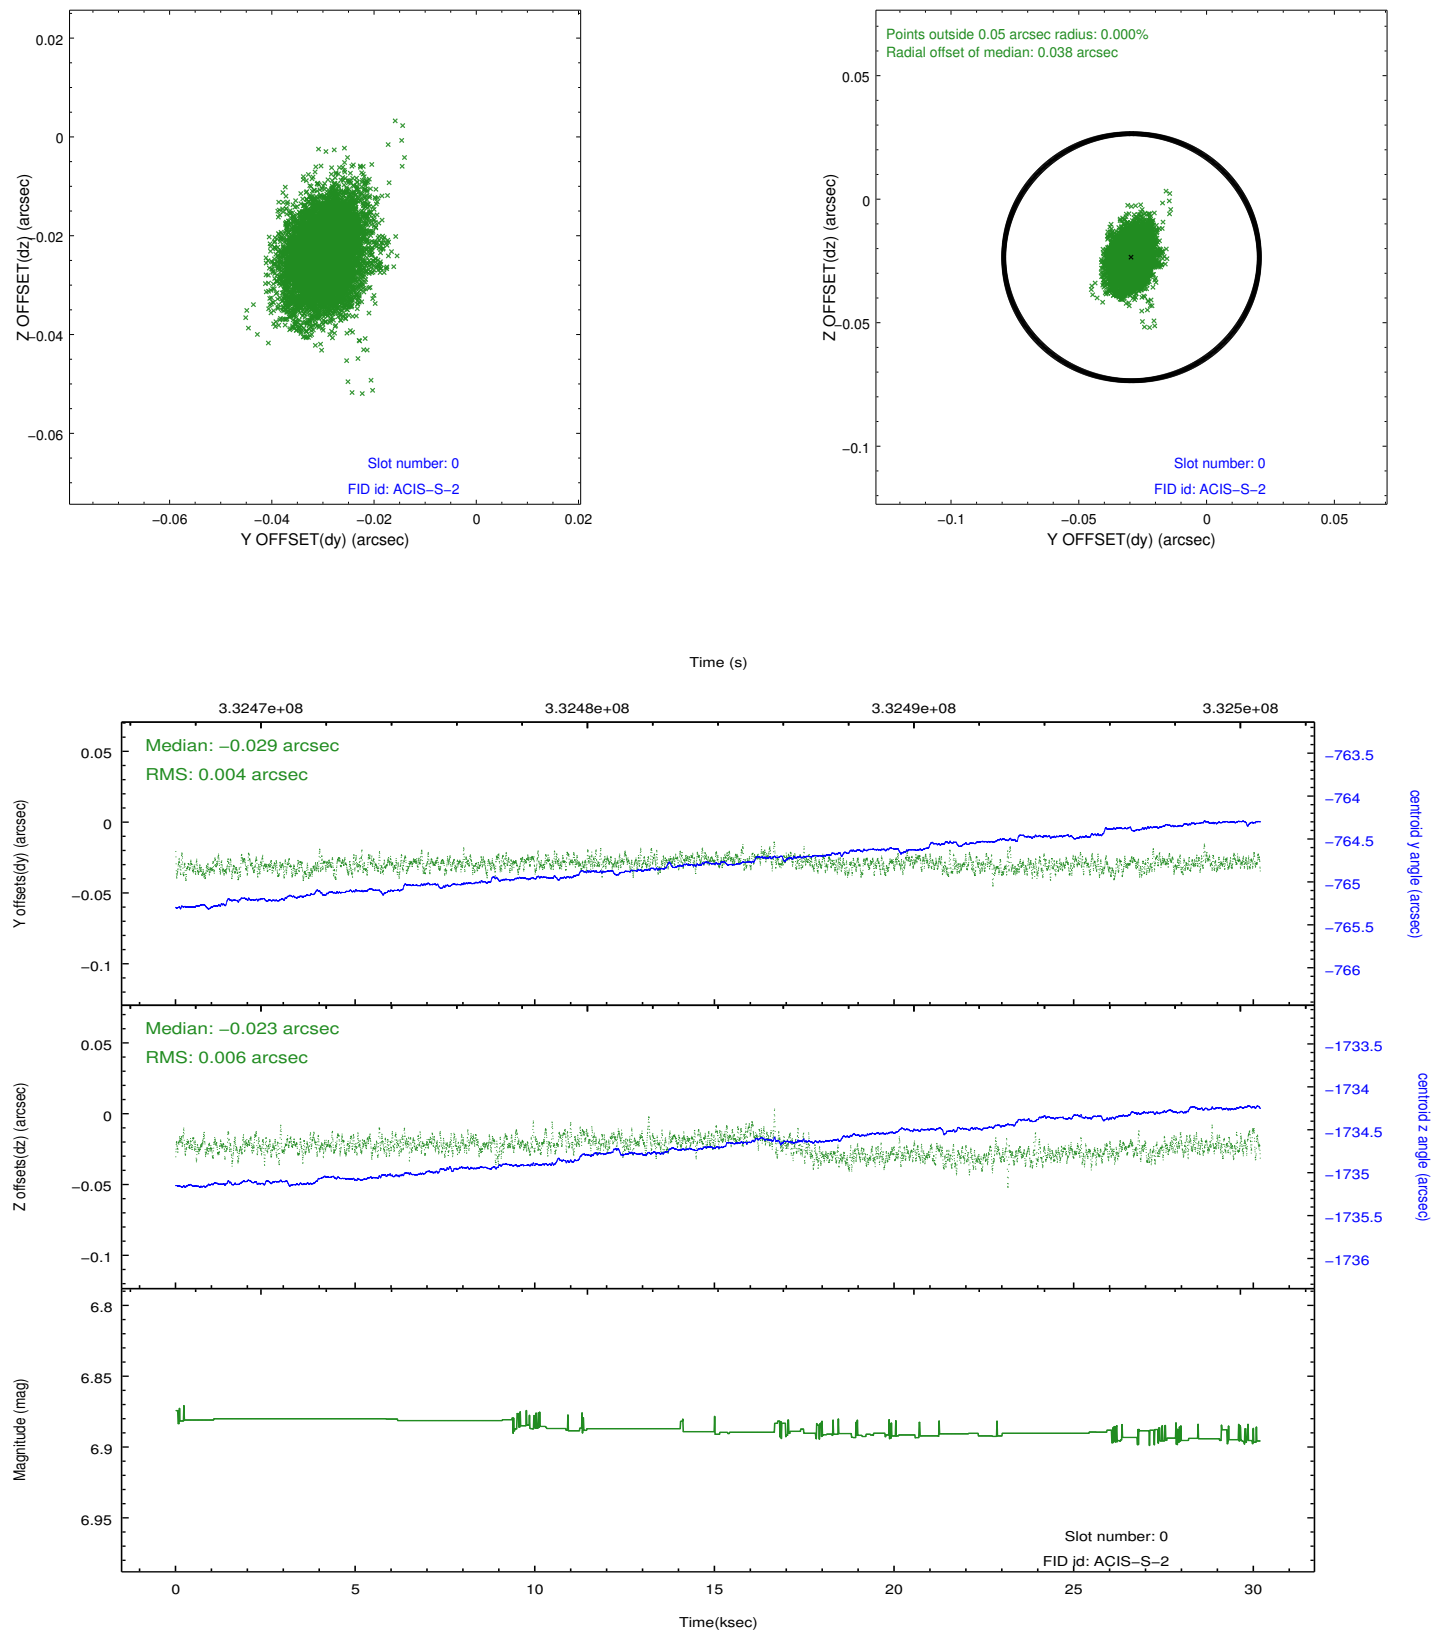 0.02
0
−0.02
−0.04
−0.06
Z OFFSET(dz) (arcsec)
Slot number: 0
FID id: ACIS−S−2
−0.06
−0.04
−0.02
0
0.02
Y OFFSET(dy) (arcsec)
Points outside 0.05 arcsec radius: 0.000%
Radial offset of median: 0.038 arcsec
0.05
0
−0.05
−0.1
Z OFFSET(dz) (arcsec)
Slot number: 0
FID id: ACIS−S−2
−0.1
−0.05
0
0.05
Y OFFSET(dy) (arcsec)
Time (s)
3.3247e+08
3.3248e+08
3.3249e+08
3.325e+08
Median: −0.029 arcsec
RMS: 0.004 arcsec
0.05
0
−0.05
−0.1
Y offsets(dy) (arcsec)
−763.5
−764
−764.5
−765
−765.5
−766
centroid y angle (arcsec)
Median: −0.023 arcsec
RMS: 0.006 arcsec
0.05
0
−0.05
−0.1
Z offsets(dz) (arcsec)
−1733.5
−1734
−1734.5
−1735
−1735.5
−1736
centroid z angle (arcsec)
6.8
6.85
6.9
6.95
Magnitude (mag)
Slot number: 0
FID id: ACIS−S−2
0
5
10
15
20
25
30
Time(ksec)